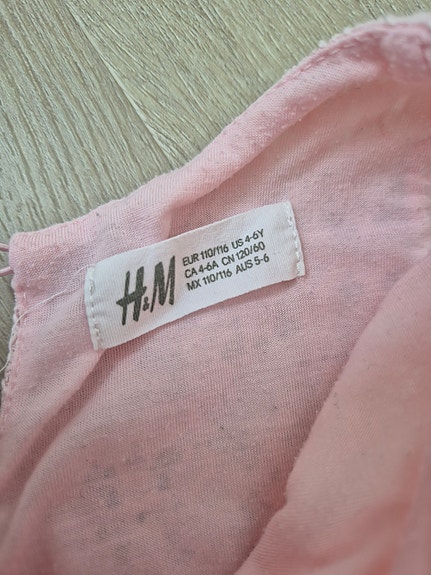 H&M
EUR 110/116 US 4-6Y
CA 4-6A CN 120/60
MX 110/116 AUS 5-6